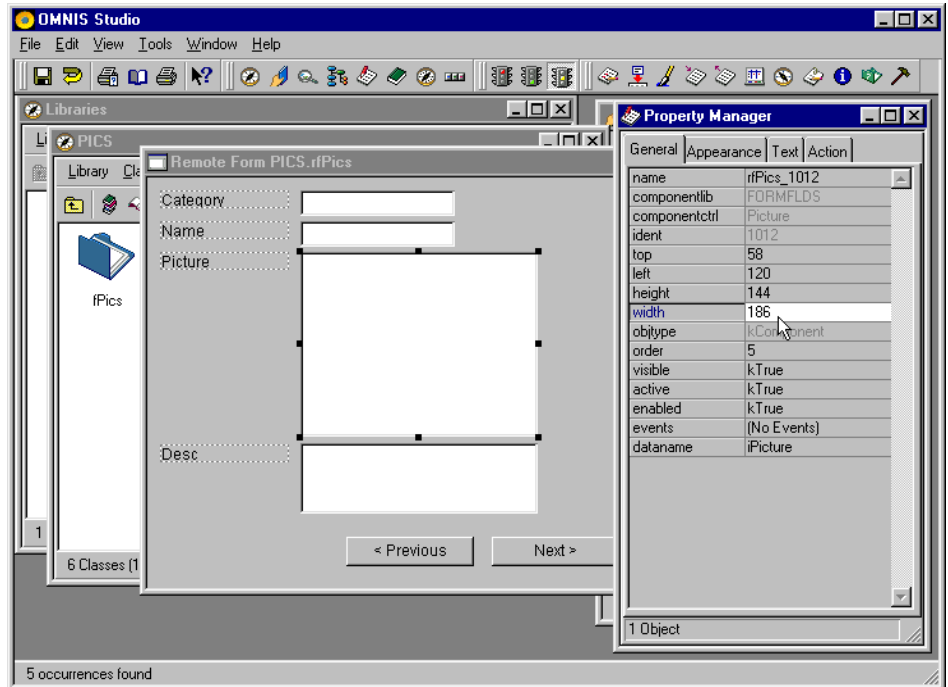 OMNIS Studio
File Edit View Tools Window Help
Libraries
PICS
Library
fPics
1
6 Classes (1
Remote Form PICS.rfPics
Category
Name
Picture
Desc
< Previous Next >
Property Manager
General Appearance Text Action
name rfPics_1012
componentlib FORMFLDS
componentctrl Picture
ident 1012
top 58
left 120
height 144
width 186
objtype kComponent
order 5
visible kTrue
active kTrue
enabled kTrue
events (No Events)
dataname iPicture
1 Object
5 occurrences found